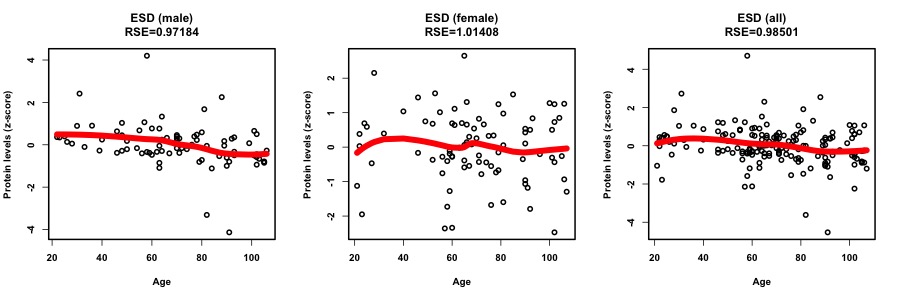 ESD (male)
RSE=0.97184
Protein levels (z-score)
4
2
0
-2
-4
20 40 60 80 100
Age
ESD (female)
RSE=1.01408
Protein levels (z-score)
2
1
0
-1
-2
20 40 60 80 100
Age
ESD (all)
RSE=0.98501
Protein levels (z-score)
4
2
0
-2
-4
20 40 60 80 100
Age